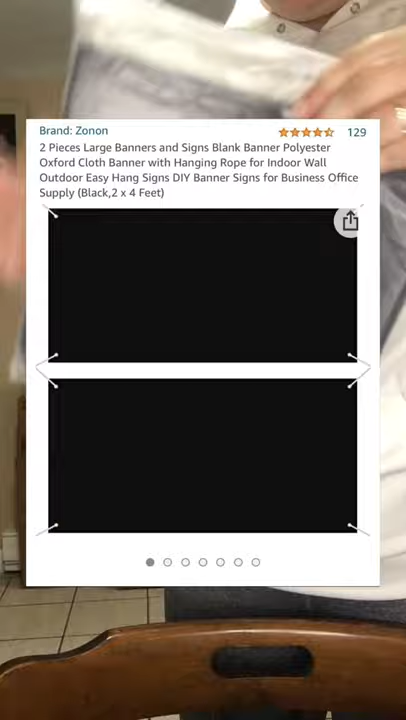 Brand: Zonon
129
2 Pieces Large Banners and Signs Blank Banner Polyester
Oxford Cloth Banner with Hanging Rope for Indoor Wall
Outdoor Easy Hang Signs DIY Banner Signs for Business Office
Supply (Black,2 x 4 Feet)